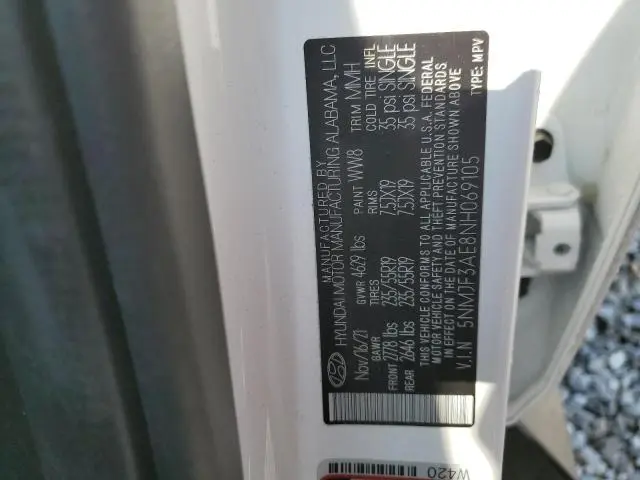 MANUFACTURED BY
HYUNDAI MOTOR MANUFACTURING ALABAMA, LLC
Nov/16/21 GVWR 4629 lbs PAINT WW8 TRIM MMH
GAWR TIRES RIMS COLD TIRE INFL
FRONT 2778 lbs 235/55R19 7.5JX19 35 psi SINGLE
REAR 2646 lbs 235/55R19 7.5JX19 35 psi SINGLE
THIS VEHICLE CONFORMS TO ALL APPLICABLE U.S.A. FEDERAL
MOTOR VEHICLE SAFETY AND THEFT PREVENTION STANDARDS
IN EFFECT ON THE DATE OF MANUFACTURE SHOWN ABOVE
V.I.N 5NMJF3AE8NH069105 TYPE: MPV
W420